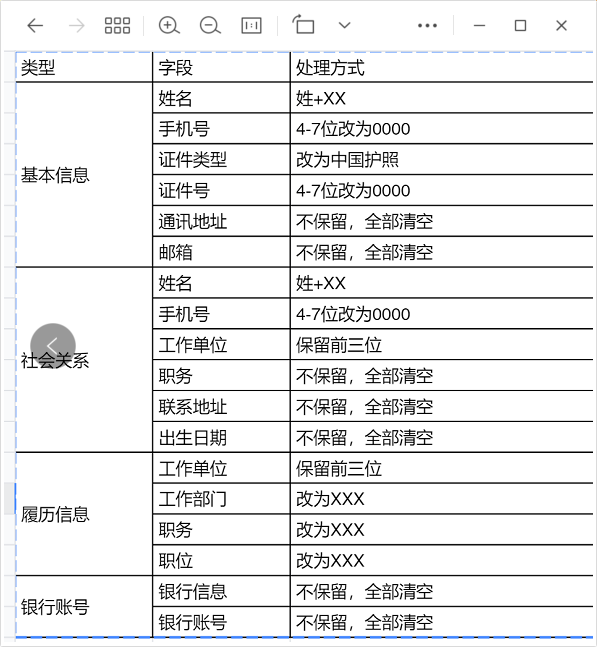 类型 字段 处理方式
基本信息 姓名 姓+XX
手机号 4-7位改为0000
证件类型 改为中国护照
证件号 4-7位改为0000
通讯地址 不保留，全部清空
邮箱 不保留，全部清空
社会关系 姓名 姓+XX
手机号 4-7位改为0000
工作单位 保留前三位
职务 不保留，全部清空
联系地址 不保留，全部清空
出生日期 不保留，全部清空
履历信息 工作单位 保留前三位
工作部门 改为XXX
职务 改为XXX
职位 改为XXX
银行账号 银行信息 不保留，全部清空
银行账号 不保留，全部清空